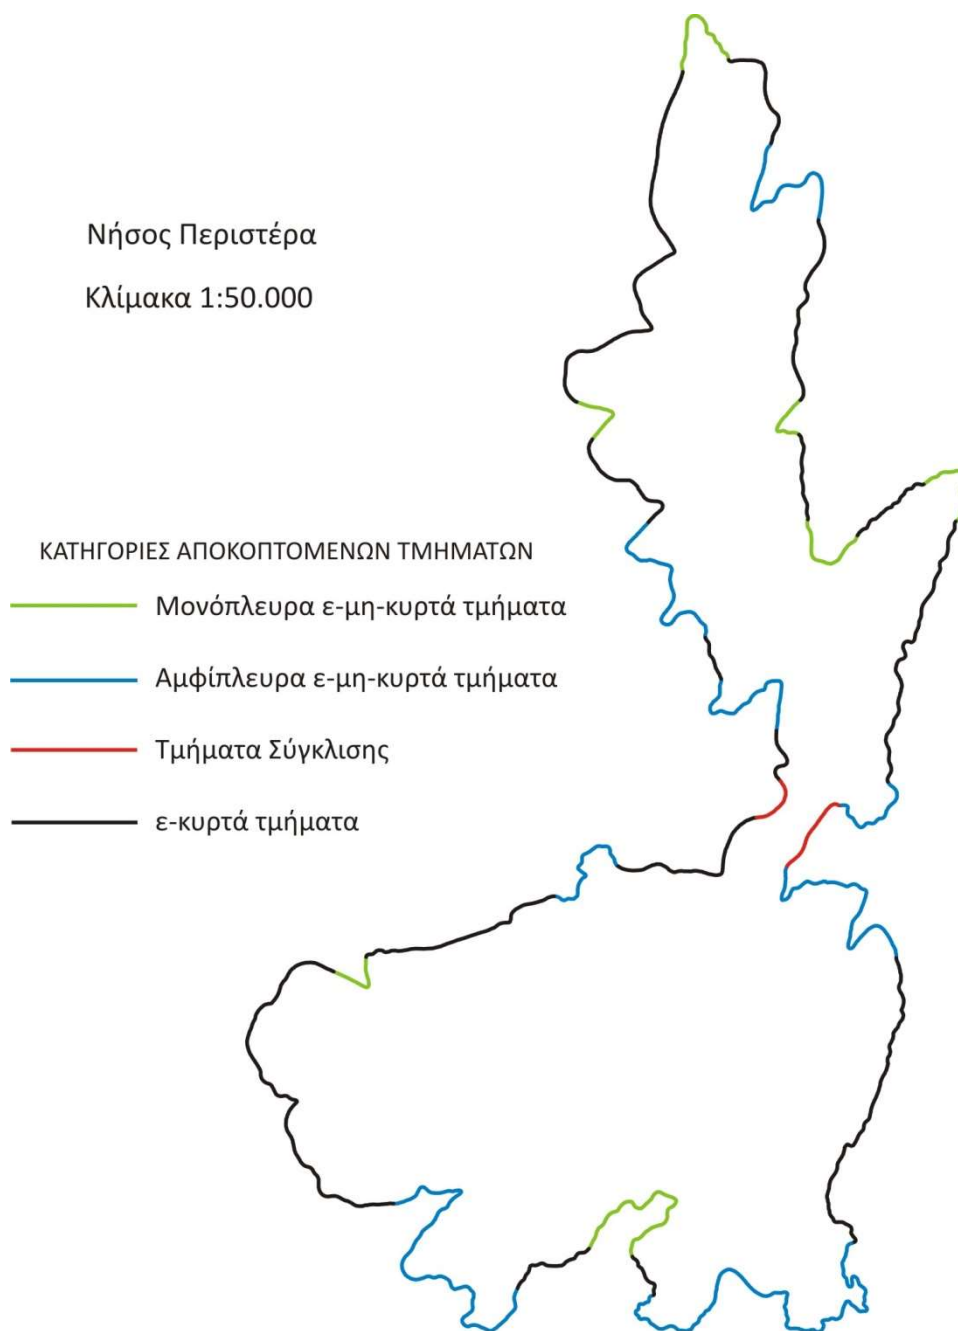 Νήσος Περιστέρα
Κλίμακα 1:50.000
ΚΑΤΗΓΟΡΙΕΣ ΑΠΟΚΟΠΤΟΜΕΝΩΝ ΤΜΗΜΑΤΩΝ
Μονόπλευρα ε-μη-κυρτά τμήματα
Αμφίπλευρα ε-μη-κυρτά τμήματα
Τμήματα Σύγκλισης
ε-κυρτά τμήματα